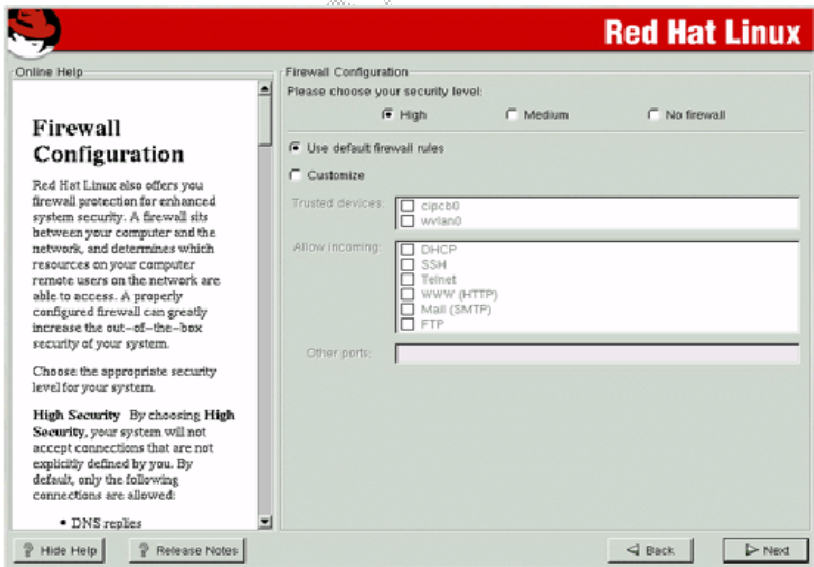 Red Hat Linux
Online Help
Firewall
Configuration
Red Hat Linux also offers you
firewall protection for enhanced
system security. A firewall sits
between your computer and the
network, and determines which
resources on your computer
remote users on the network are
able to access. A properly
configured firewall can greatly
increase the out-of-the-box
security of your system.
Choose the appropriate security
level for your system.
High Security By choosing High
Security, your system will not
accept connections that are not
explicitly defined by you. By
default, only the following
connections are allowed:
• DNS replies
Firewall Configuration
Please choose your security level:
High Medium No firewall
Use default firewall rules
Customize
Trusted devices: cipcb0
wvlan0
Allow incoming: DHCP
SSH
Telnet
WWW (HTTP)
Mail (SMTP)
FTP
Other ports:
Hide Help Release Notes Back Next